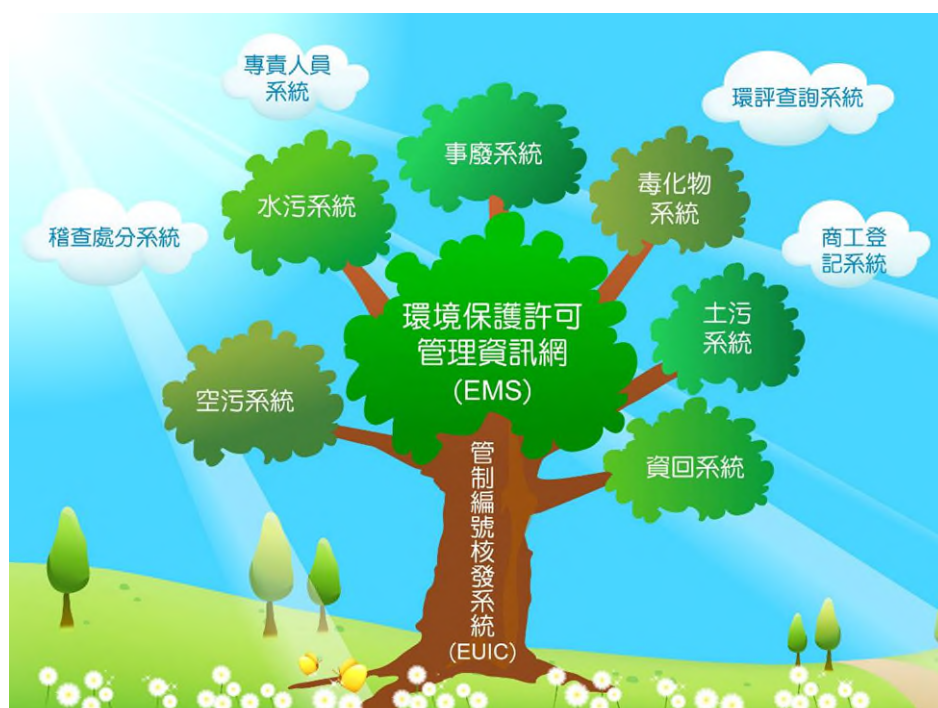 專責人員
系統
環評查詢系統
事廢系統
毒化物
系統
水污系統
稽查處分系統
商工登
記系統
環境保護許可
管理資訊網
(EMS)
土污
系統
空污系統
資回系統
管制編號核發系統
(EUIC)